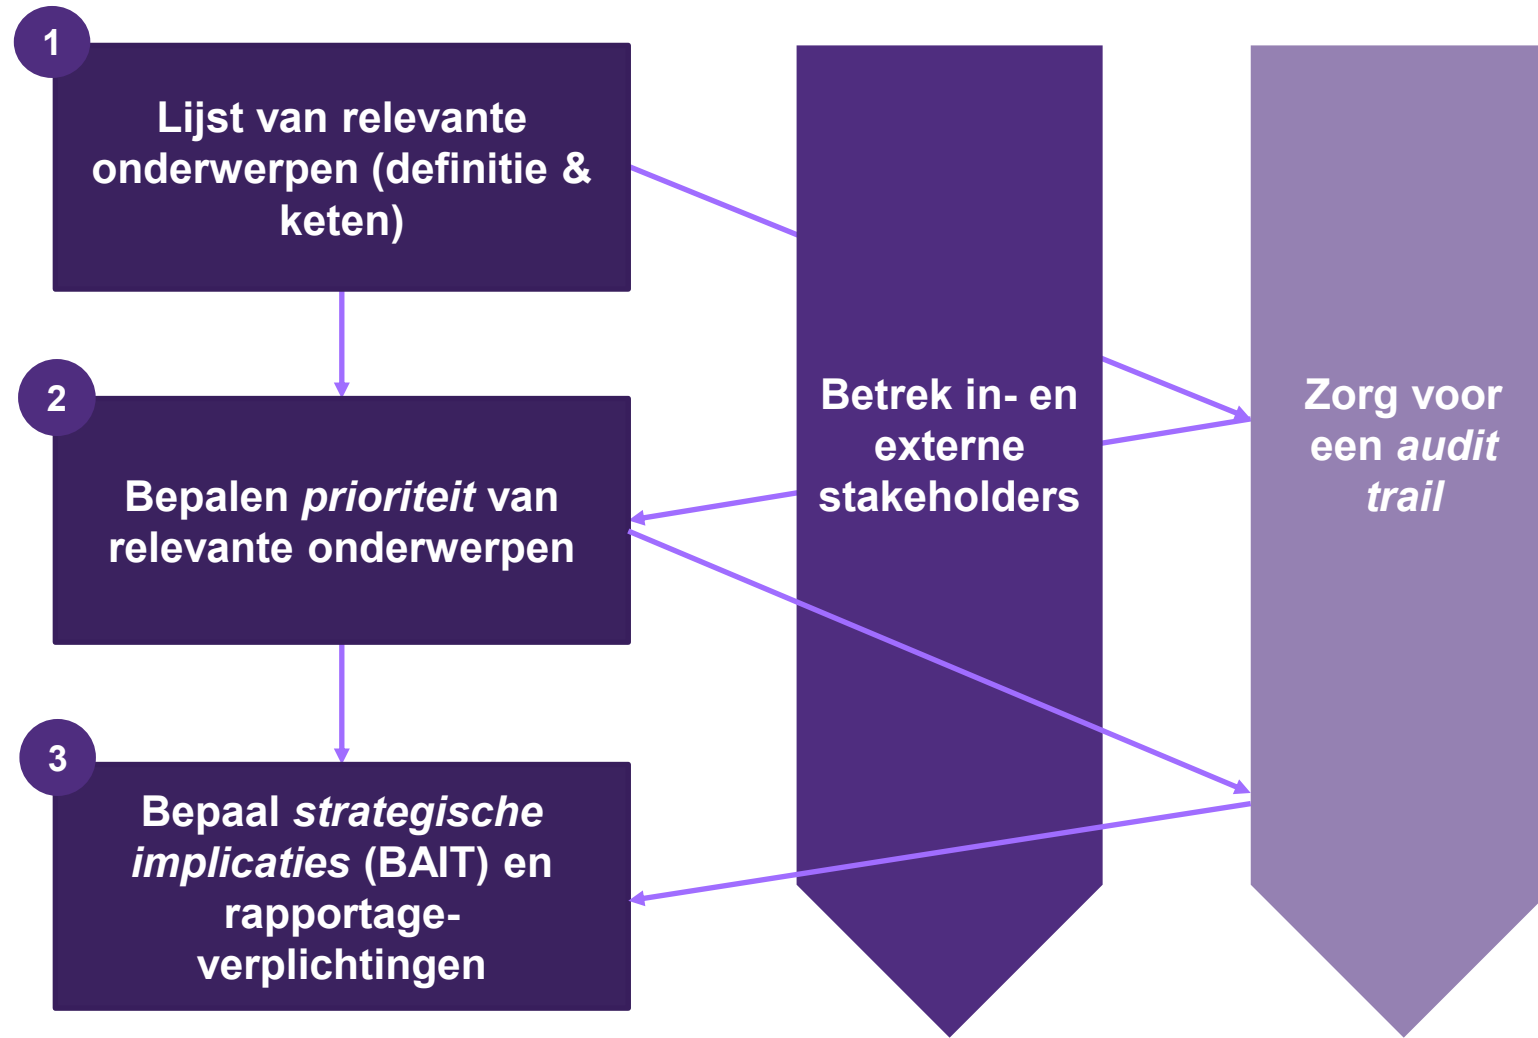 1
Lijst van relevante
onderwerpen (definitie &
keten)
2
Bepalen prioriteit van
relevante onderwerpen
3
Bepaal strategische
implicaties (BAIT) en
rapportage-
verplichtingen
Betrek in- en
externe
stakeholders
Zorg voor
een audit
trail